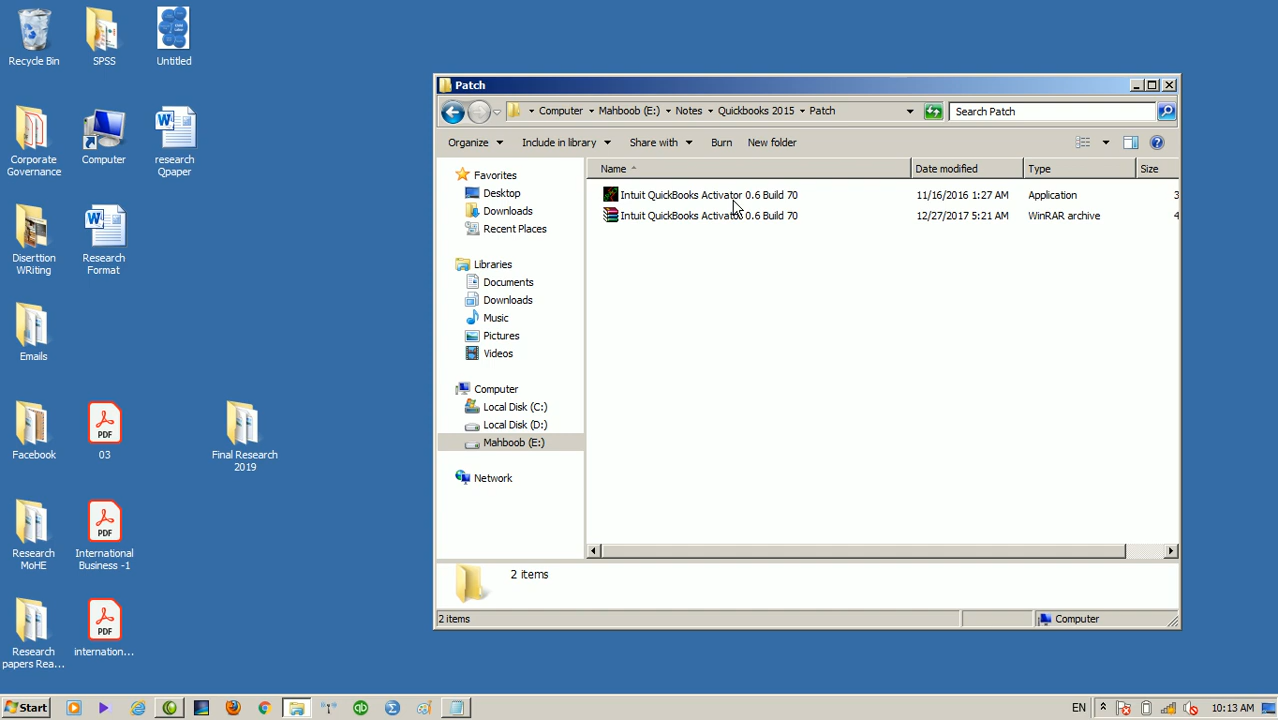 Recycle Bin
SPSS
Untitled
Corporate
Governance
Computer
research
Qpaper
Disertion
WRiting
Research
Format
Emails
Facebook
PDF
03
Final Research
2019
Research
MoHE
PDF
International
Business -1
Research
papers Rea...
PDF
internation...
Patch
Computer
Mahboob (E:)
Notes
Quickbooks 2015
Patch
Search Patch
Organize
Include in library
Share with
Burn
New folder
Name
Date modified
Type
Size
Favorites
Desktop
Downloads
Recent Places
Libraries
Documents
Downloads
Music
Pictures
Videos
Computer
Local Disk (C:)
Local Disk (D:)
Mahboob (E:)
Network
Intuit QuickBooks Activator 0.6 Build 70 11/16/2016 1:27 AM Application 3
Intuit QuickBooks Activator 0.6 Build 70 12/27/2017 5:21 AM WinRAR archive 4
2 items
2 items
Computer
Start
EN
10:13 AM